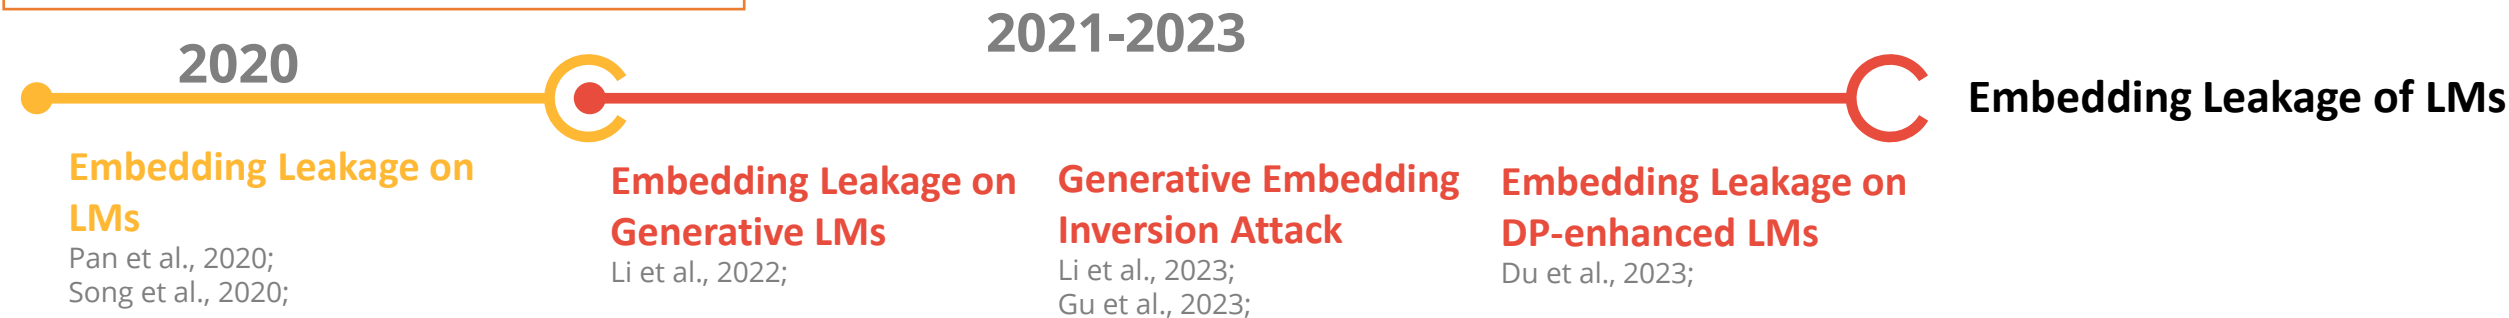 2020
2021-2023
Embedding Leakage of LMs
Embedding Leakage on
LMs
Pan et al., 2020;
Song et al., 2020;
Embedding Leakage on
Generative LMs
Li et al., 2022;
Generative Embedding
Inversion Attack
Li et al., 2023;
Gu et al., 2023;
Embedding Leakage on
DP-enhanced LMs
Du et al., 2023;